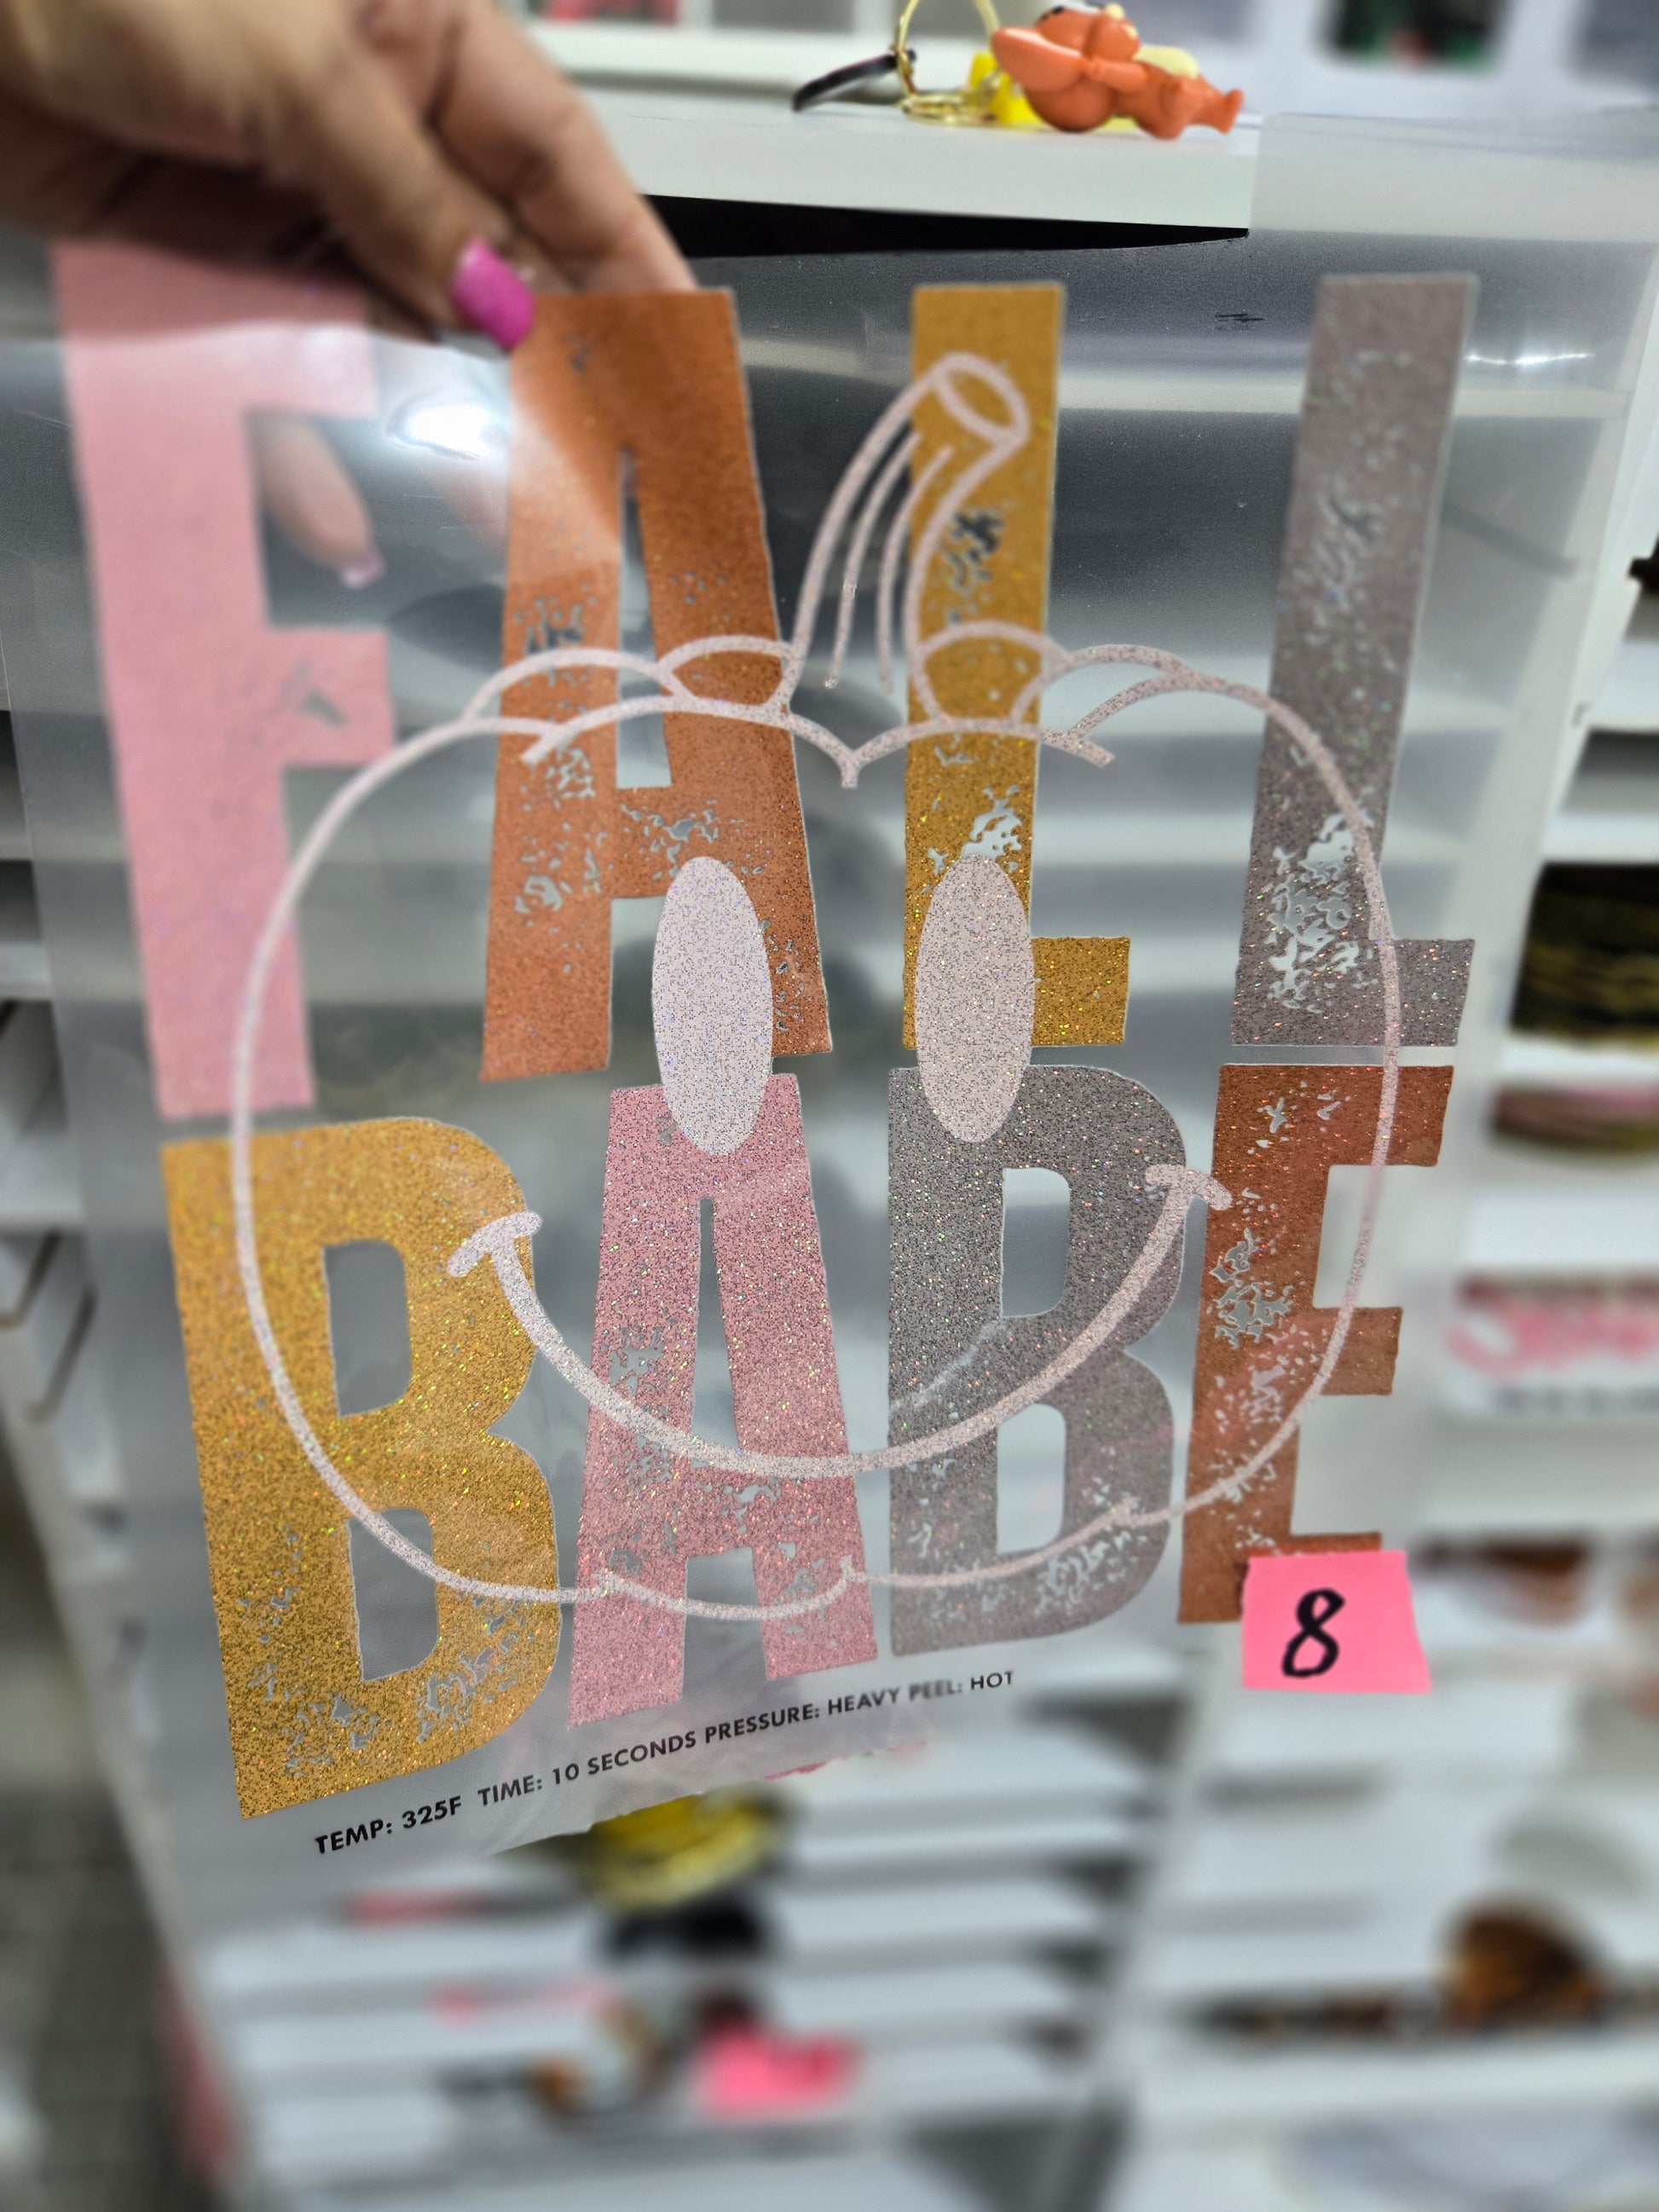 FALL
BABE
8
TEMP: 325F TIME: 10 SECONDS PRESSURE: HEAVY PEEL: HOT